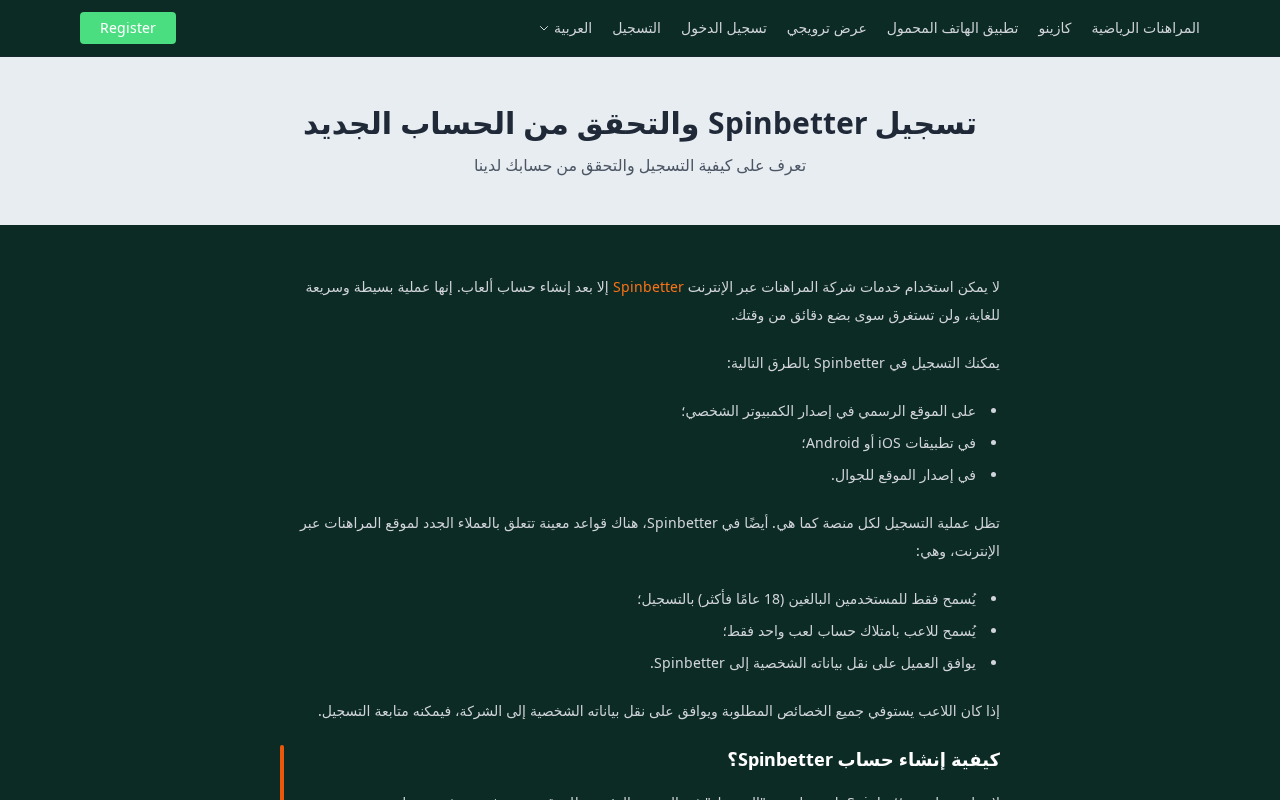 المراهنات الرياضية
كازينو
تطبيق الهاتف المحمول
عرض ترويجي
تسجيل الدخول
التسجيل
العربية
Register
تسجيل Spinbetter والتحقق من الحساب الجديد
تعرف على كيفية التسجيل والتحقق من حسابك لدينا
لا يمكن استخدام خدمات شركة المراهنات عبر الإنترنت Spinbetter إلا بعد إنشاء حساب ألعاب. إنها عملية بسيطة وسريعة
للغاية، ولن تستغرق سوى بضع دقائق من وقتك.
يمكنك التسجيل في Spinbetter بالطرق التالية:
على الموقع الرسمي في إصدار الكمبيوتر الشخصي؛
في تطبيقات iOS أو Android؛
في إصدار الموقع للجوال.
تظل عملية التسجيل لكل منصة كما هي. أيضًا في Spinbetter، هناك قواعد معينة تتعلق بالعملاء الجدد لموقع المراهنات عبر
الإنترنت، وهي:
يُسمح فقط للمستخدمين البالغين (18 عامًا فأكثر) بالتسجيل؛
يُسمح للاعب بامتلاك حساب لعب واحد فقط؛
يوافق العميل على نقل بياناته الشخصية إلى Spinbetter.
إذا كان اللاعب يستوفي جميع الخصائص المطلوبة ويوافق على نقل بياناته الشخصية إلى الشركة، فيمكنه متابعة التسجيل.
كيفية إنشاء حساب Spinbetter؟